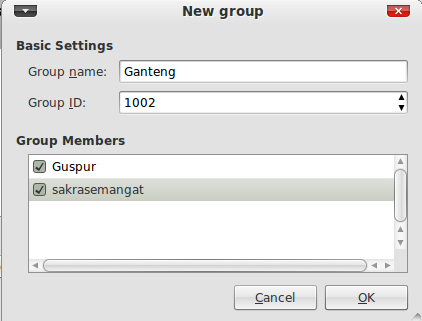 New group
Basic Settings
Group name: Ganteng
Group ID: 1002
Group Members
Guspur
sakrasemangat
Cancel OK